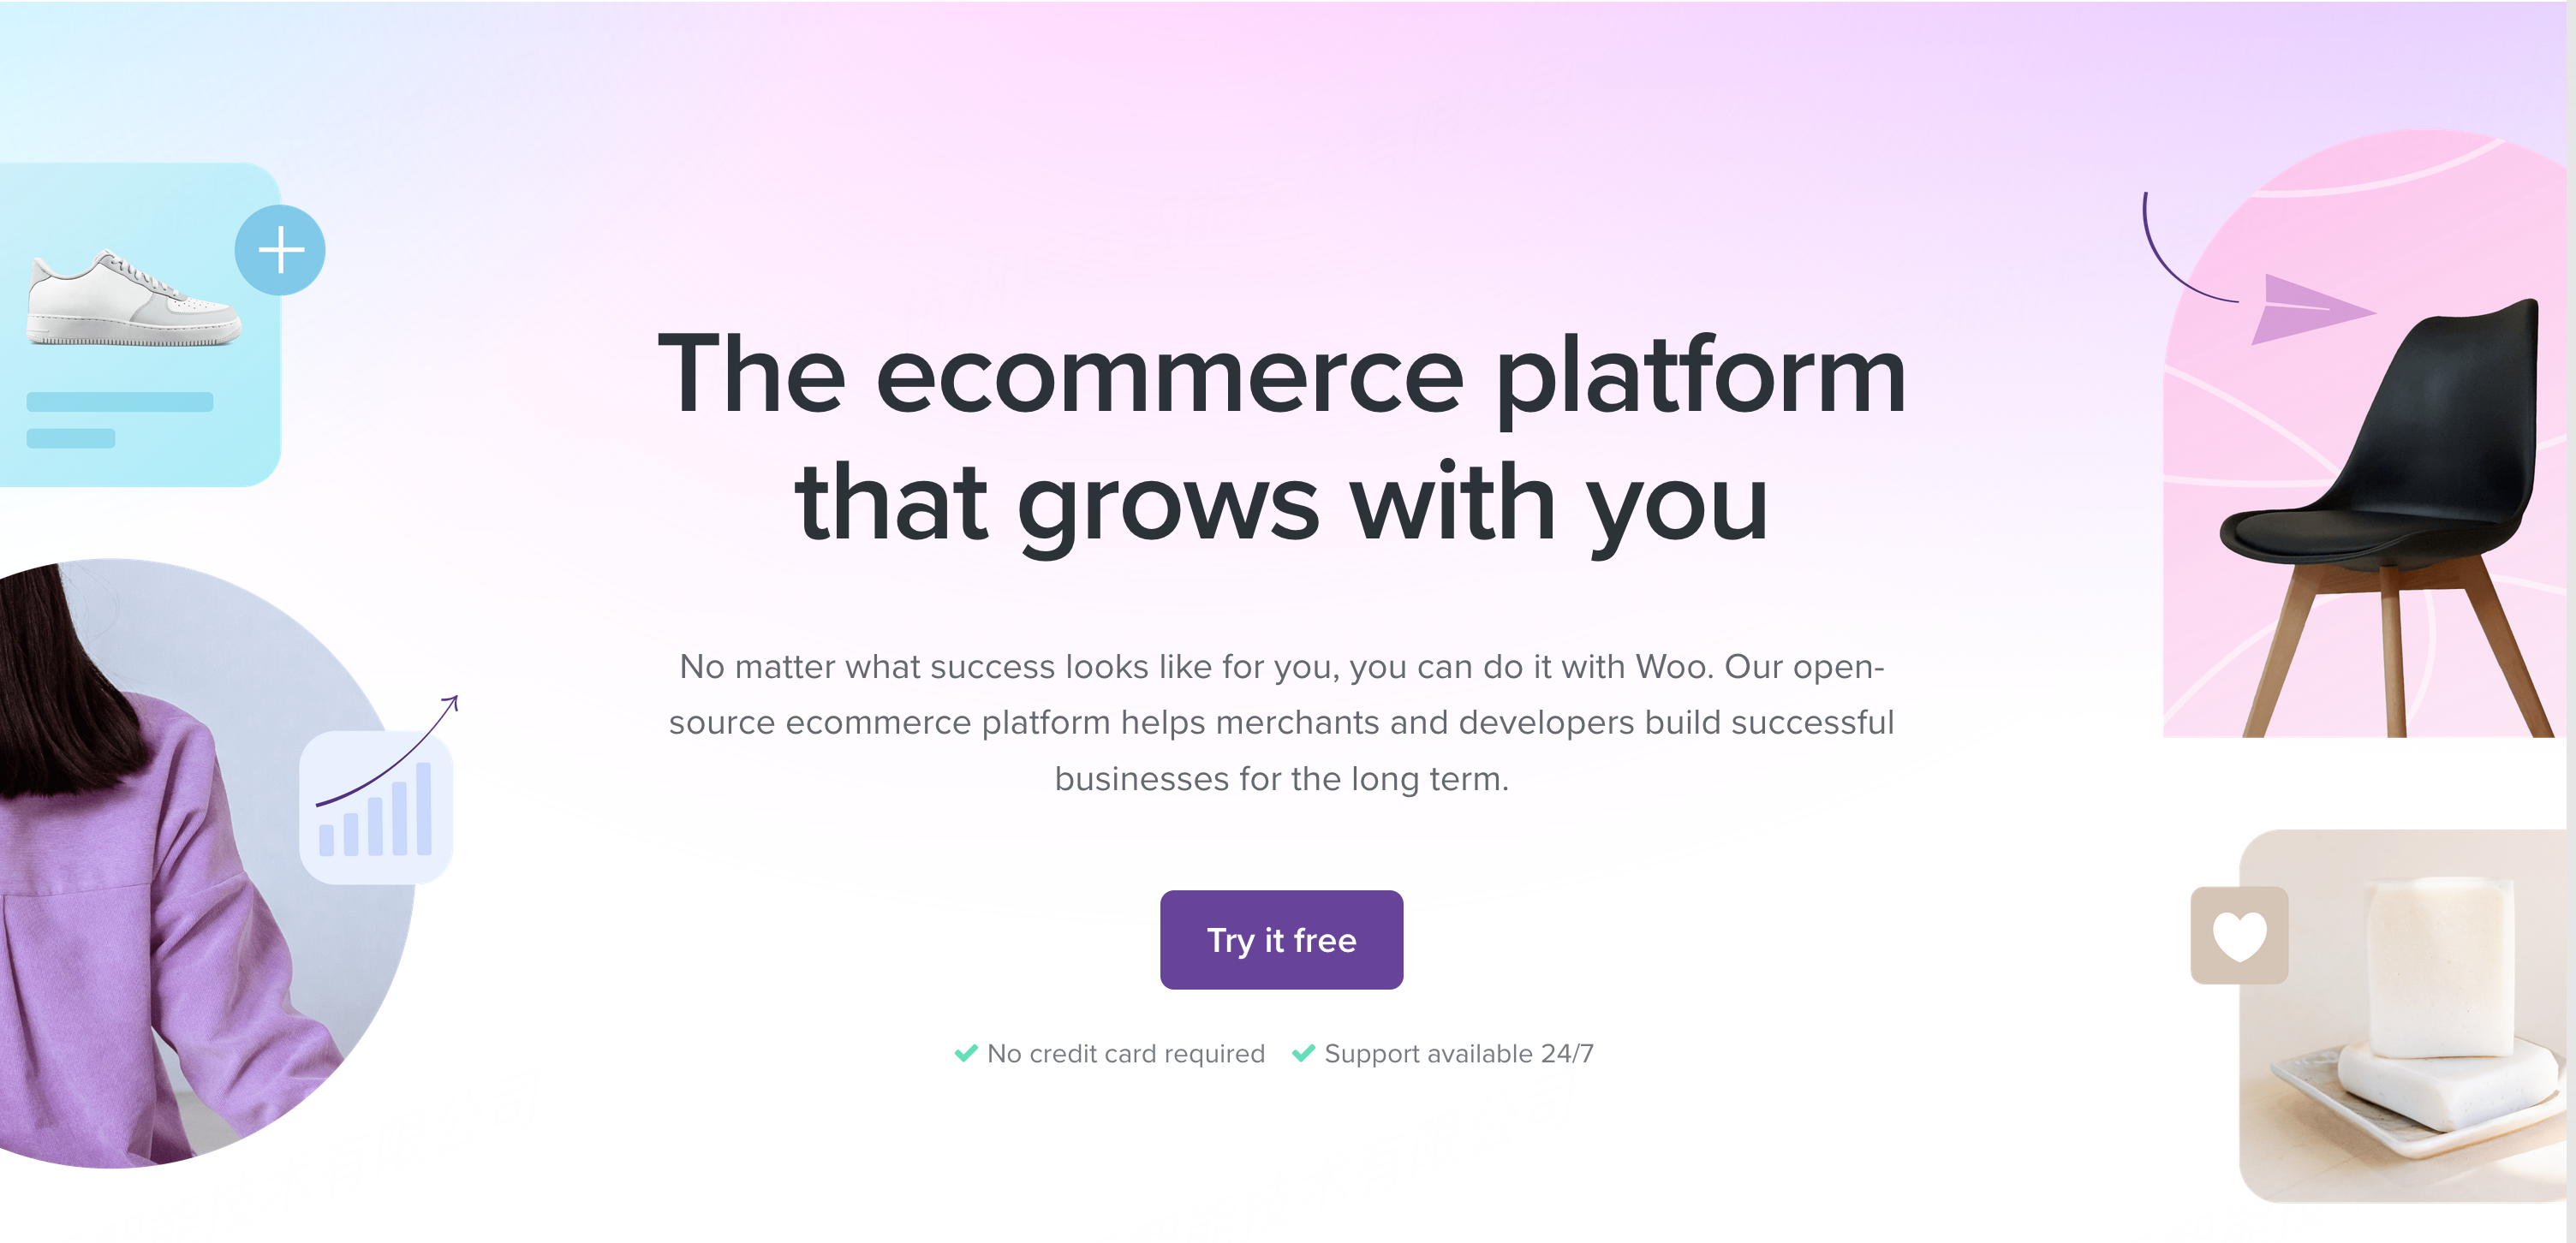 The ecommerce platform
that grows with you
No matter what success looks like for you, you can do it with Woo. Our open-
source ecommerce platform helps merchants and developers build successful
businesses for the long term.
Try it free
No credit card required
Support available 24/7